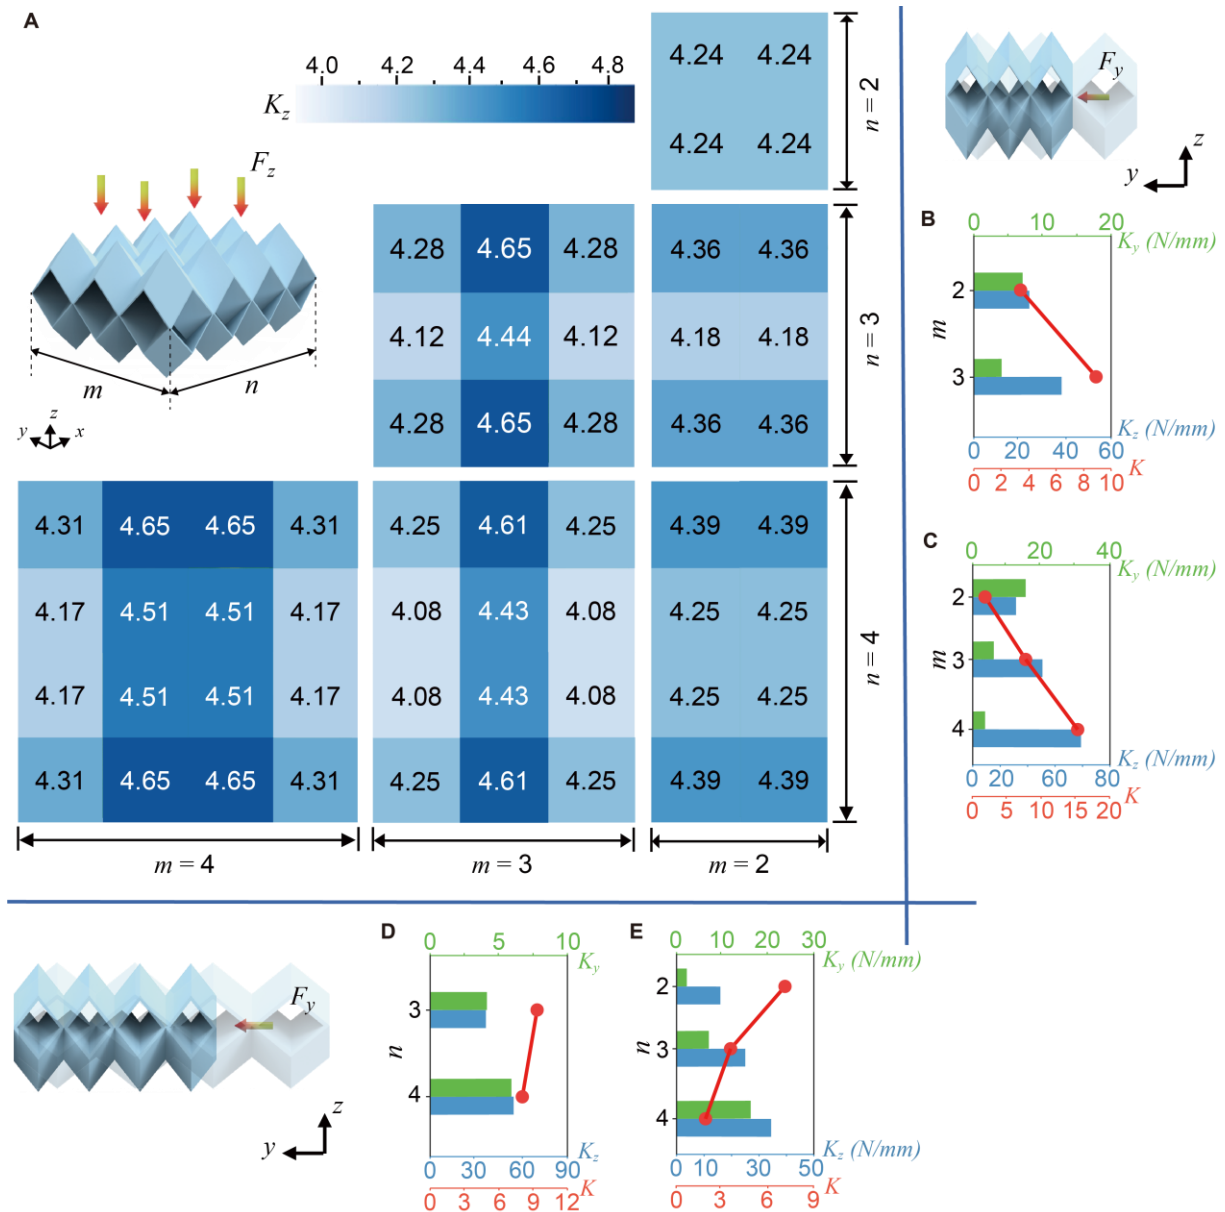 A
4.0 4.2 4.4 4.6 4.8
K_z
F_z
m
n
z
y
x
4.24 4.24
4.24 4.24
n = 2
4.28 4.65 4.28
4.12 4.44 4.12
4.28 4.65 4.28
4.36 4.36
4.18 4.18
4.36 4.36
n = 3
4.31 4.65 4.65 4.31
4.17 4.51 4.51 4.17
4.17 4.51 4.51 4.17
4.31 4.65 4.65 4.31
4.25 4.61 4.25
4.08 4.43 4.08
4.08 4.43 4.08
4.25 4.61 4.25
4.39 4.39
4.25 4.25
4.25 4.25
4.39 4.39
n = 4
m = 4
m = 3
m = 2
F_y
z
y
B
0 10 20
K_y (N/mm)
2
m
3
K_z (N/mm)
0 20 40 60
K
0 2 4 6 8 10
C
0 20 40
K_y (N/mm)
2
m
3
4
K_z (N/mm)
0 20 60 80
K
0 5 10 15 20
F_y
z
y
D
0 5 10
K_y
3
n
4
K_z
0 30 60 90
K
0 3 6 9 12
E
0 10 20 30
K_y (N/mm)
2
n
3
4
K_z (N/mm)
0 10 30 50
K
0 3 6 9